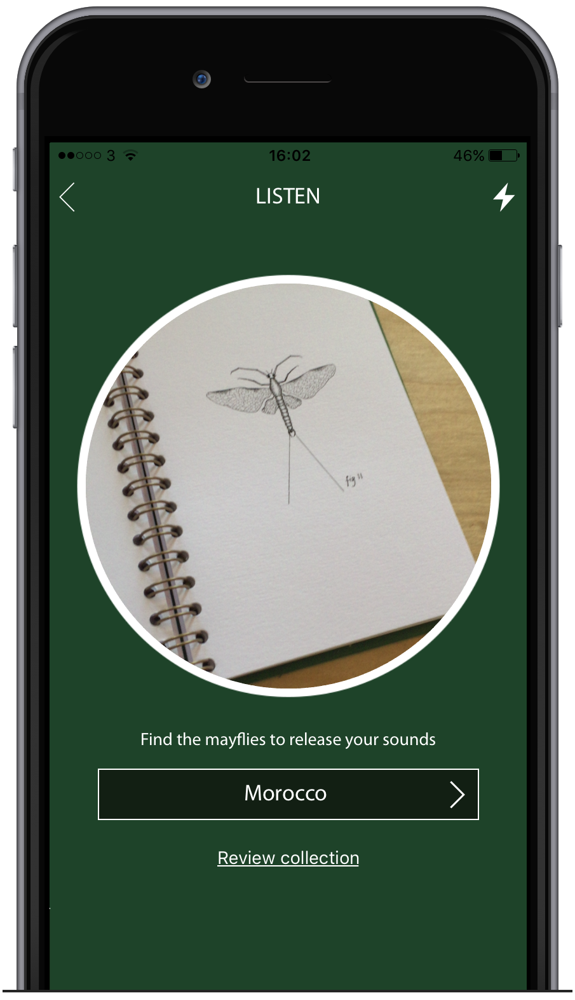 3 16:02 46%
LISTEN
fig 11
Find the mayflies to release your sounds
Morocco
Review collection